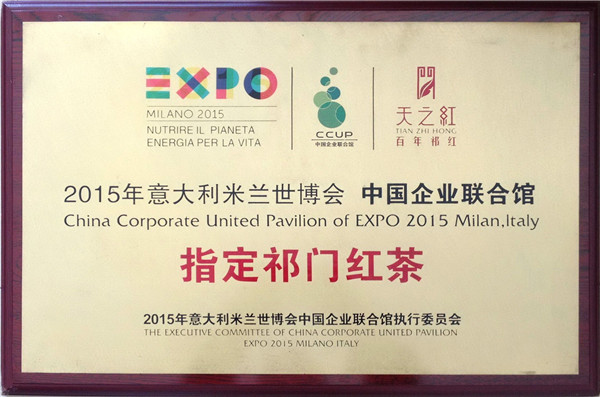 EXPO
MILANO 2015
NUTRIRE IL PIANETA
ENERGIA PER LA VITA
CCUP
中国企业联合馆
天之紅
TIAN ZHI HONG
百年祁红
2015年意大利米兰世博会 中国企业联合馆
China Corporate United Pavilion of EXPO 2015 Milan,Italy
指定祁门红茶
2015年意大利米兰世博会中国企业联合馆执行委员会
THE EXECUTIVE COMMITTEE OF CHINA CORPORATE UNITED PAVILION
EXPO 2015 MILANO ITALY